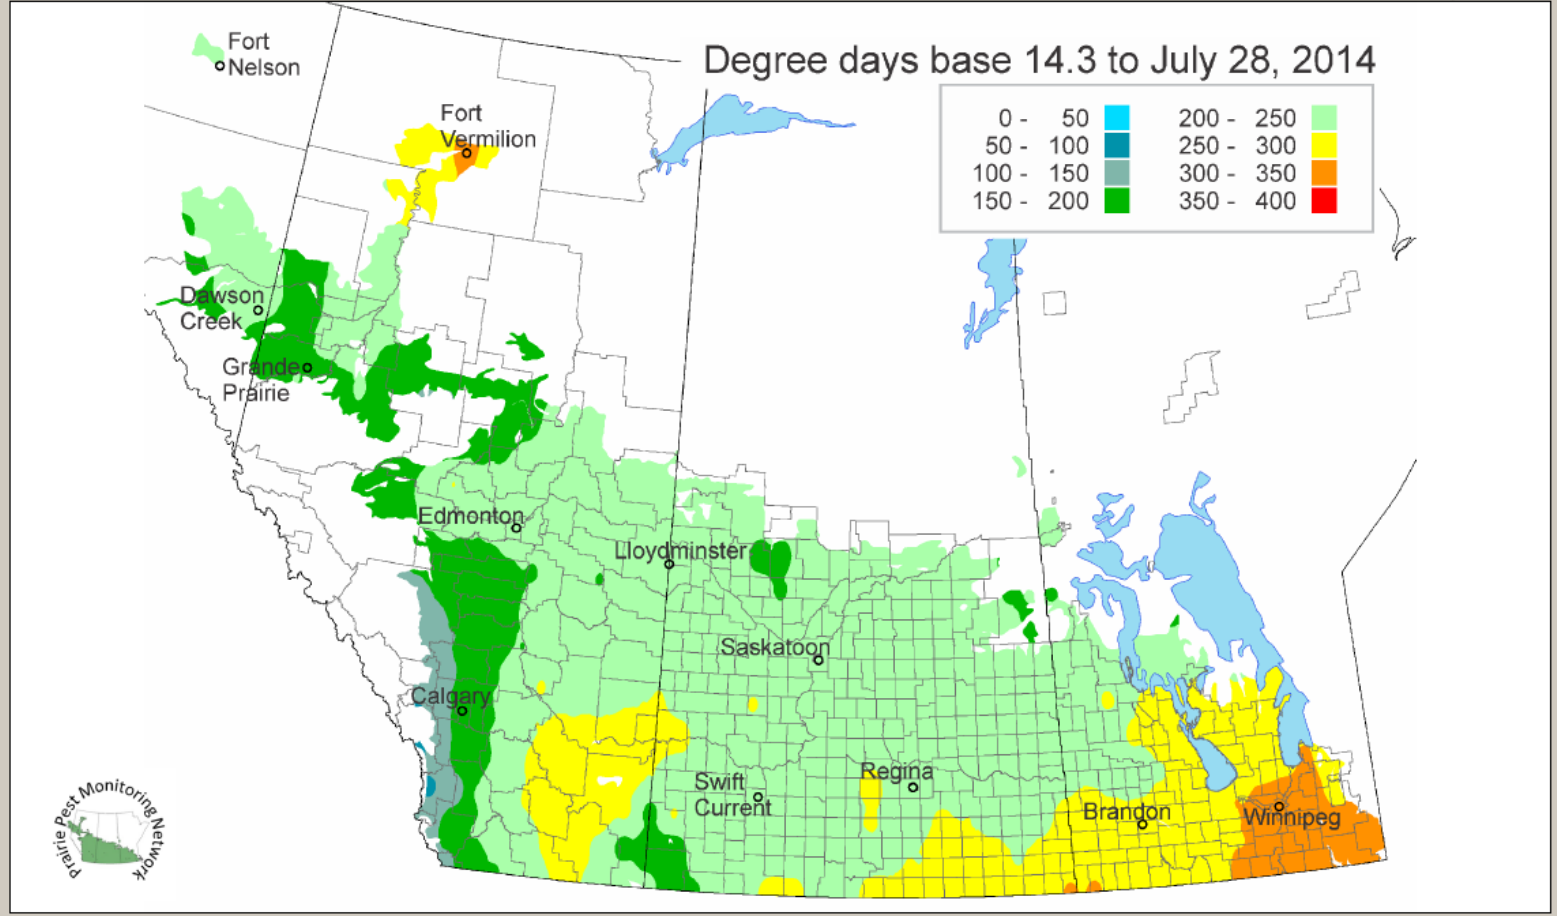 Degree days base 14.3 to July 28, 2014
0 - 50
50 - 100
100 - 150
150 - 200
200 - 250
250 - 300
300 - 350
350 - 400
Fort
Nelson
Fort
Vermilion
Dawson
Creek
Grande
Prairie
Edmonton
Lloydminster
Saskatoon
Calgary
Swift
Current
Regina
Brandon
Winnipeg
Prairie Pest Monitoring Network